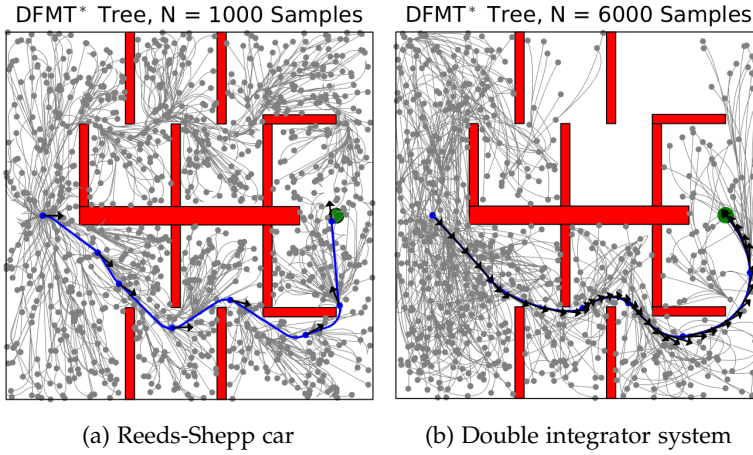 DFMT* Tree, N = 1000 Samples
DFMT* Tree, N = 6000 Samples
(a) Reeds-Shepp car
(b) Double integrator system